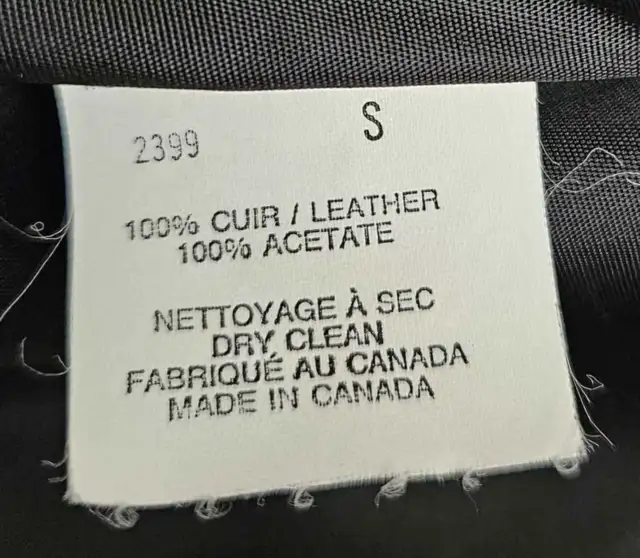 2399
S
100% CUIR / LEATHER
100% ACETATE
NETTOYAGE À SEC
DRY CLEAN
FABRIQUÉ AU CANADA
MADE IN CANADA